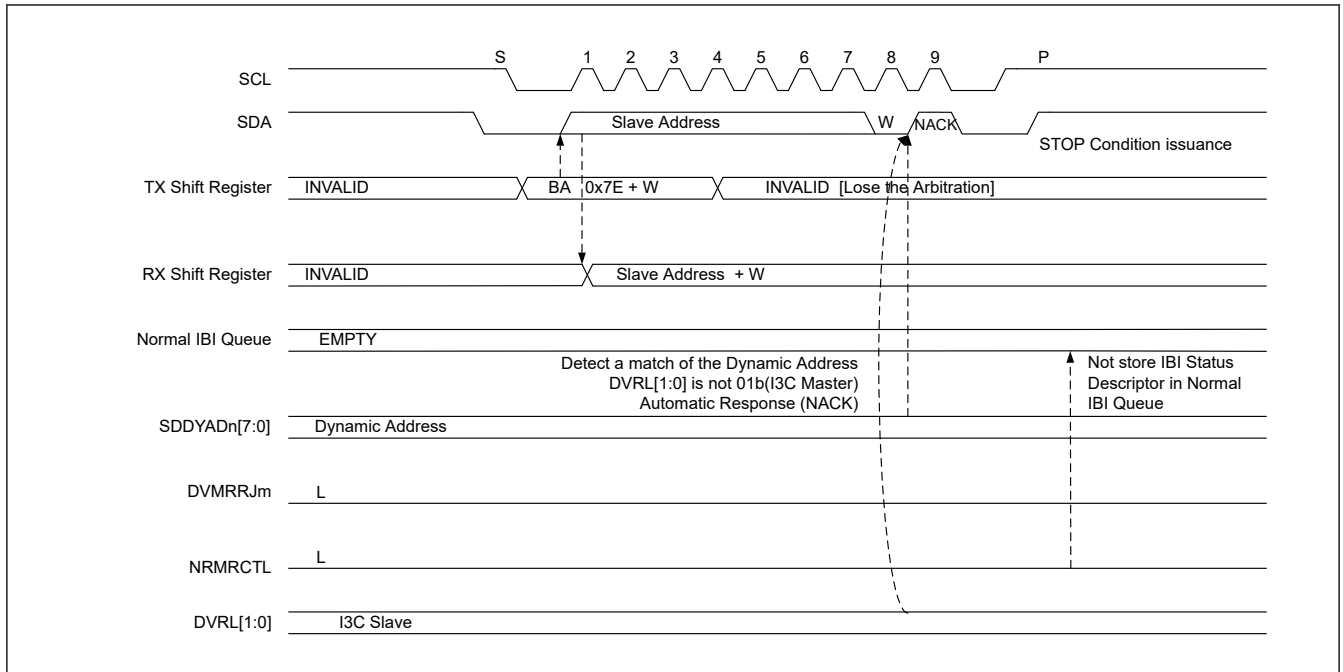 S 1 2 3 4 5 6 7 8 9 P
SCL
SDA Slave Address W NACK
STOP Condition issuance
TX Shift Register INVALID BA 0x7E + W INVALID [Lose the Arbitration]
RX Shift Register INVALID Slave Address + W
Normal IBI Queue EMPTY
Detect a match of the Dynamic Address
DVRL[1:0] is not 01b(I3C Master)
Automatic Response (NACK)
Not store IBI Status
Descriptor in Normal
IBI Queue
SDDYADn[7:0] Dynamic Address
DVMRRJm L
NRMRCTL L
DVRL[1:0] I3C Slave